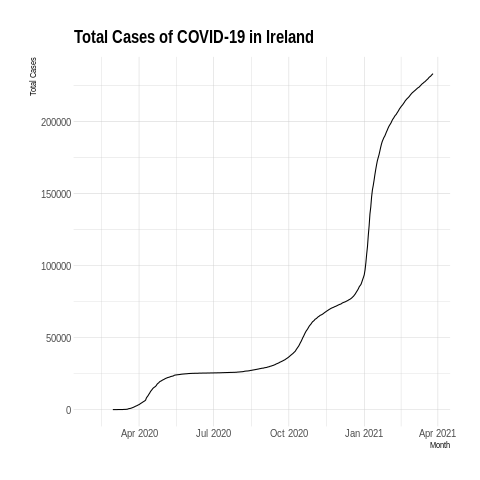 Total Cases of COVID-19 in Ireland
Total Cases
200000
150000
100000
50000
0
Apr 2020 Jul 2020 Oct 2020 Jan 2021 Apr 2021
Month